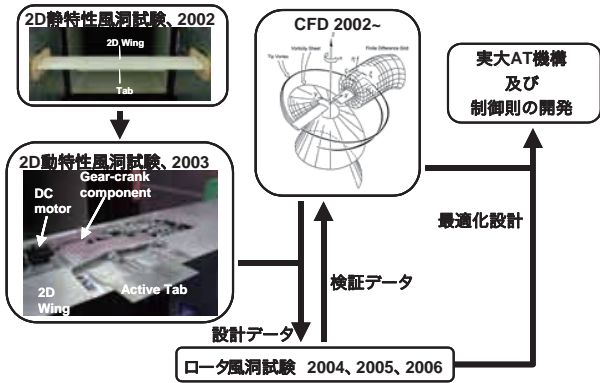 2D静特性風洞試験、2002
2D Wing
Tab
2D動特性風洞試験、2003
Gear-crank
component
DC
motor
2D
Wing
Active Tab
CFD 2002~
Tip Vortex
Vorticity Sheet
Finite Difference Grid
実大AT機構
及び
制御則の開発
最適化設計
検証データ
設計データ
ロータ風洞試験 2004、2005、2006